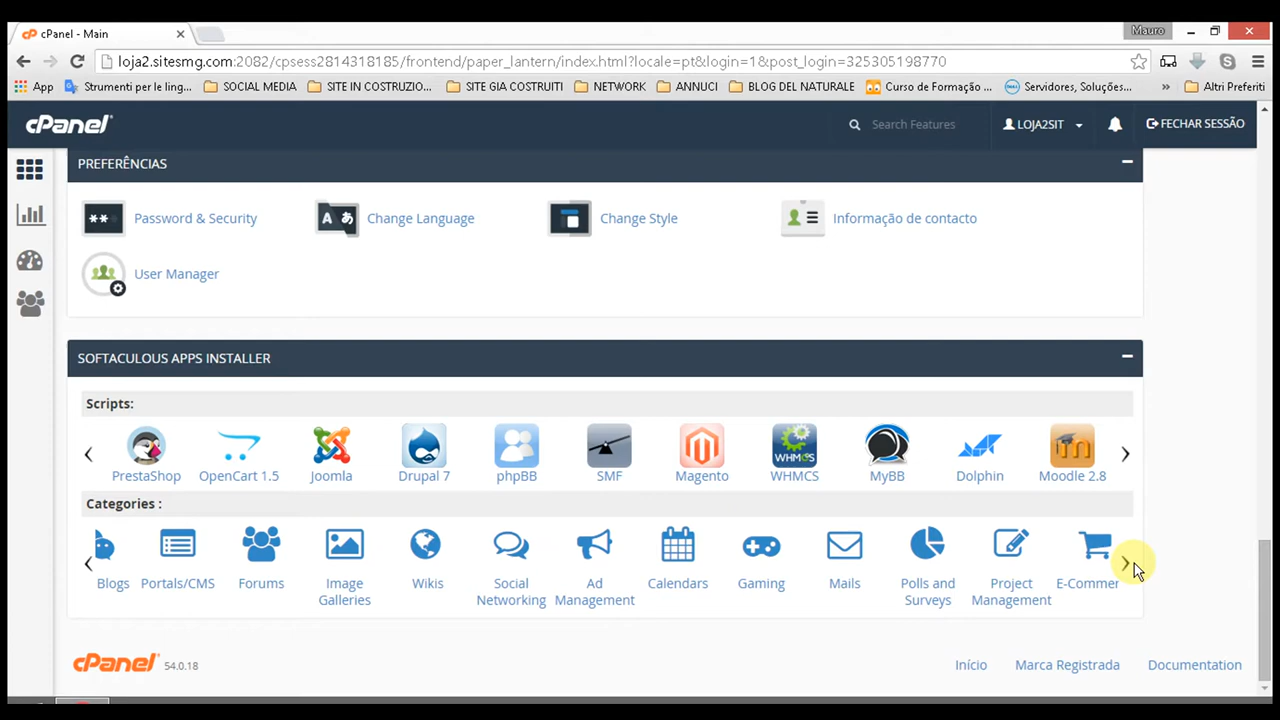 cPanel - Main
Mauro
loja2.sitesmg.com:2082/cpsess2814318185/frontend/paper_lantern/index.html?locale=pt&login=1&post_login=325305198770
App Strumenti per le ling... SOCIAL MEDIA SITE IN COSTRUZIO... SITE GIA COSTRUITI NETWORK ANNUCI BLOG DEL NATURALE Curso de Formação ... Servidores, Soluções... » Altri Preferiti
cPanel Search Features LOJA2SIT FECHAR SESSÃO
PREFERÊNCIAS
Password & Security Change Language Change Style Informação de contacto
User Manager
SOFTACULOUS APPS INSTALLER
Scripts:
PrestaShop OpenCart 1.5 Joomla Drupal 7 phpBB SMF Magento WHMCS MyBB Dolphin Moodle 2.8
Categories :
Blogs Portals/CMS Forums Image Galleries Wikis Social Networking Ad Management Calendars Gaming Mails Polls and Surveys Project Management E-Commer
cPanel 54.0.18 Início Marca Registrada Documentation